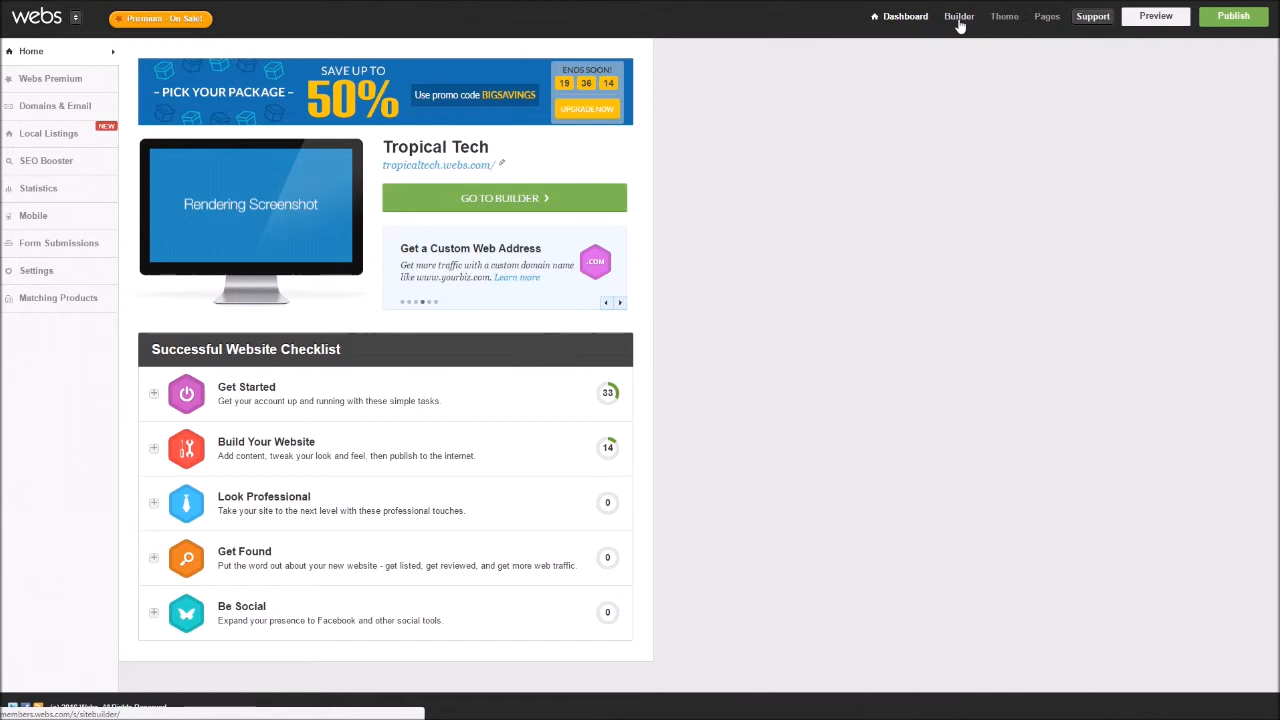 webs
Premium - On Sale!
Dashboard
Builder
Theme
Pages
Support
Preview
Publish
Home
Webs Premium
Domains & Email
Local Listings
NEW
SEO Booster
Statistics
Mobile
Form Submissions
Settings
Matching Products
– PICK YOUR PACKAGE –
SAVE UP TO
50%
Use promo code BIGSAVINGS
ENDS SOON!
19 36 14
UPGRADE NOW
Rendering Screenshot
Tropical Tech
tropicaltech.webs.com/
GO TO BUILDER
Get a Custom Web Address
Get more traffic with a custom domain name
like www.yourbiz.com. Learn more
.COM
Successful Website Checklist
Get Started
Get your account up and running with these simple tasks.
33
Build Your Website
Add content, tweak your look and feel, then publish to the internet.
14
Look Professional
Take your site to the next level with these professional touches.
0
Get Found
Put the word out about your new website - get listed, get reviewed, and get more web traffic.
0
Be Social
Expand your presence to Facebook and other social tools.
0
(c) 2016 Webs. All Rights Reserved.
members.webs.com/s/sitebuilder/